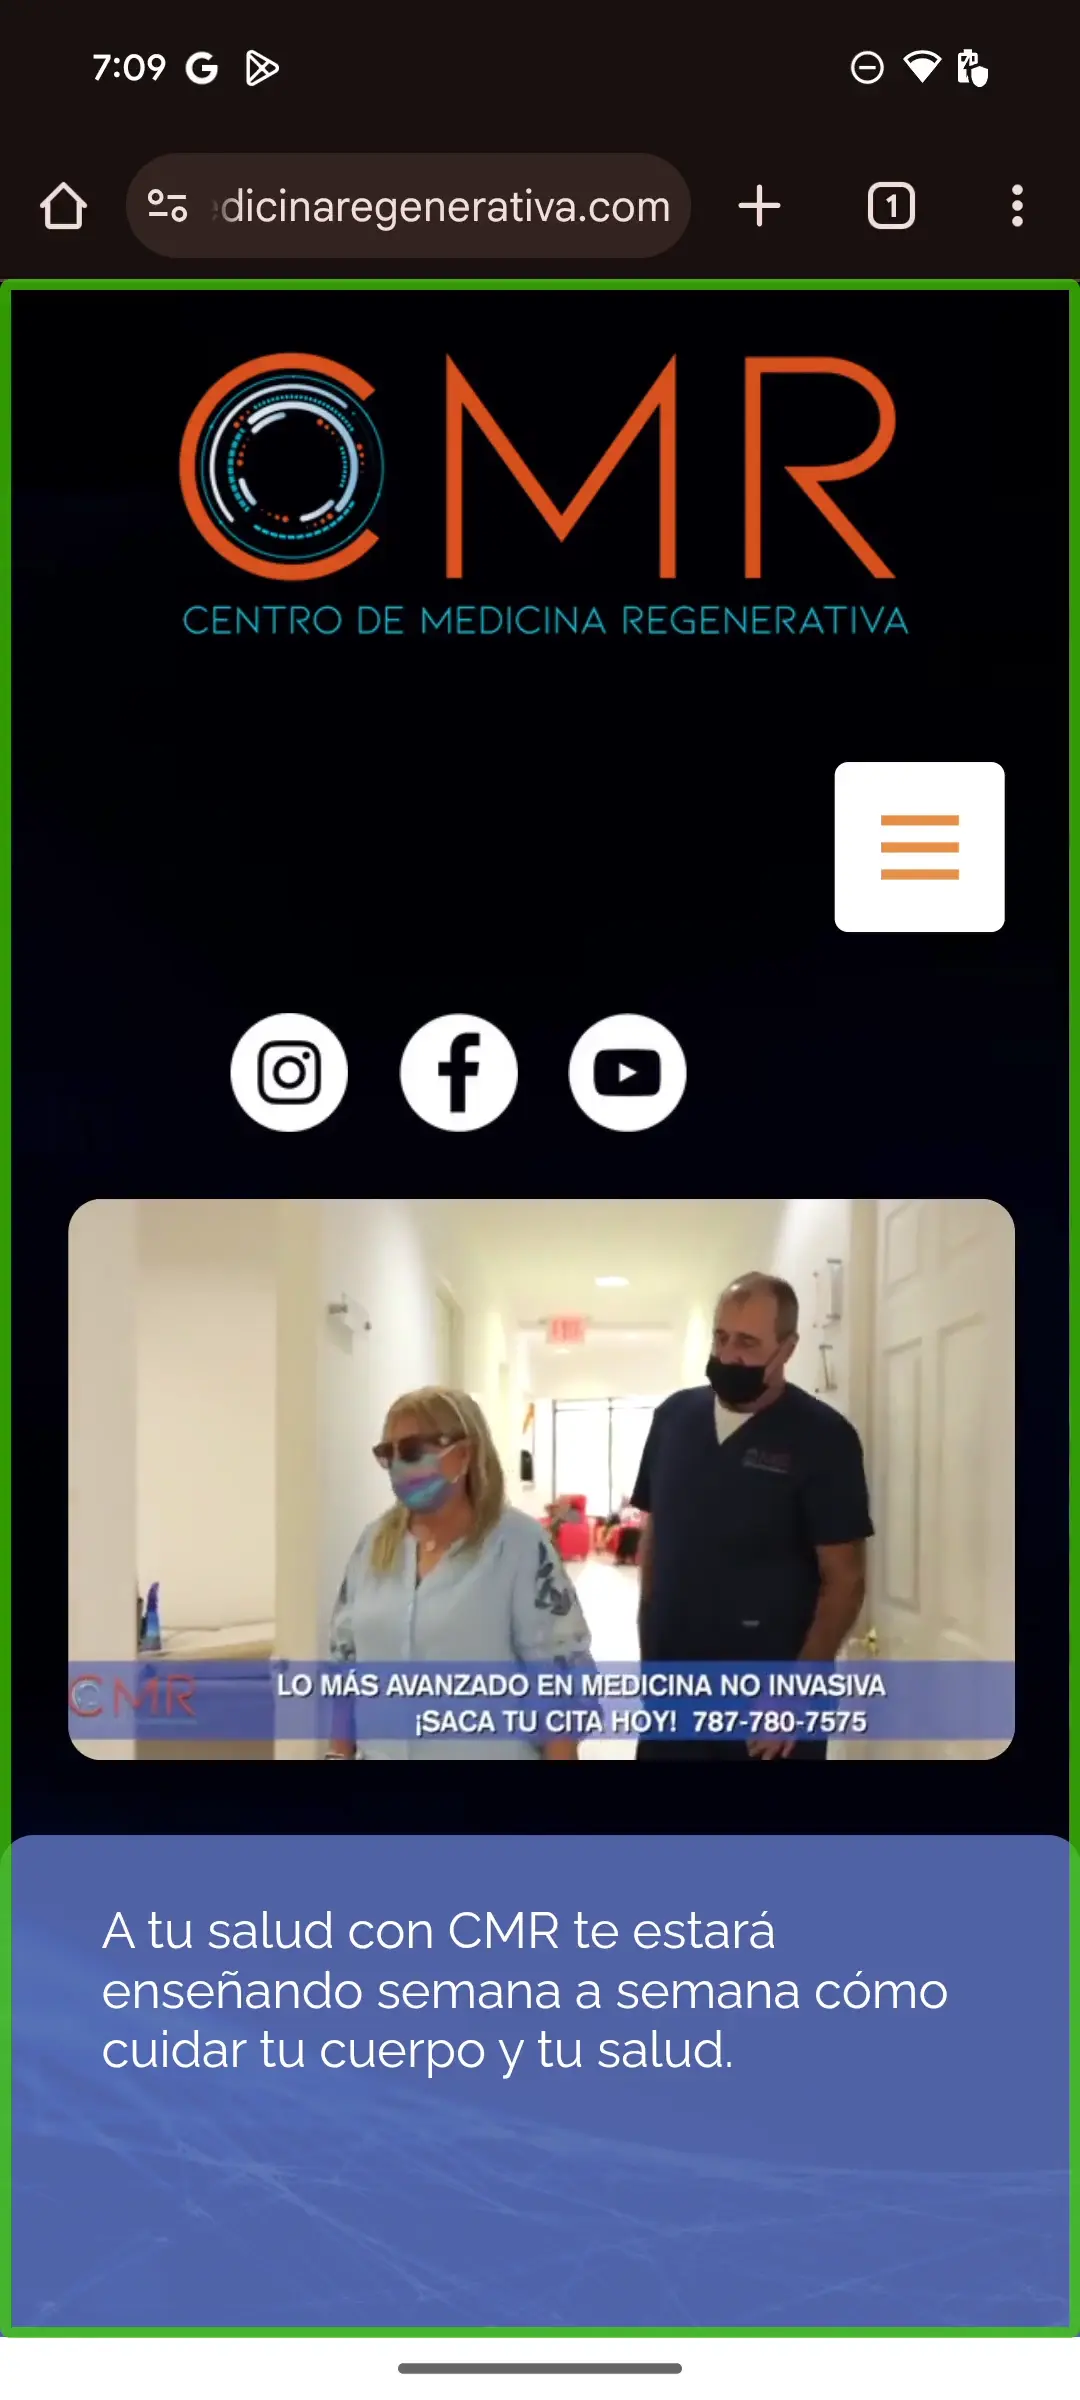 7:09
dicinaregenerativa.com
1
CMR
CENTRO DE MEDICINA REGENERATIVA
EXIT
CMR
LO MÁS AVANZADO EN MEDICINA NO INVASIVA
¡SACA TU CITA HOY! 787-780-7575
A tu salud con CMR te estará
enseñando semana a semana cómo
cuidar tu cuerpo y tu salud.